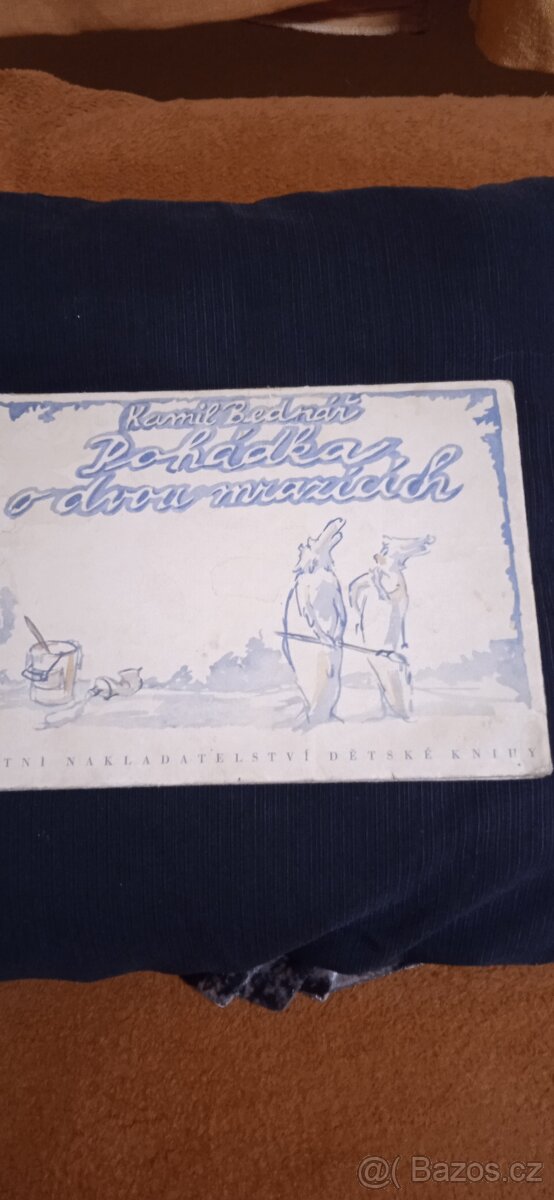 Kamil Bednář
Pohádka
o dvou mrazících
TNÍ NAKLADATELSTVÍ DĚTSKÉ KNIHY
@( Bazos.cz